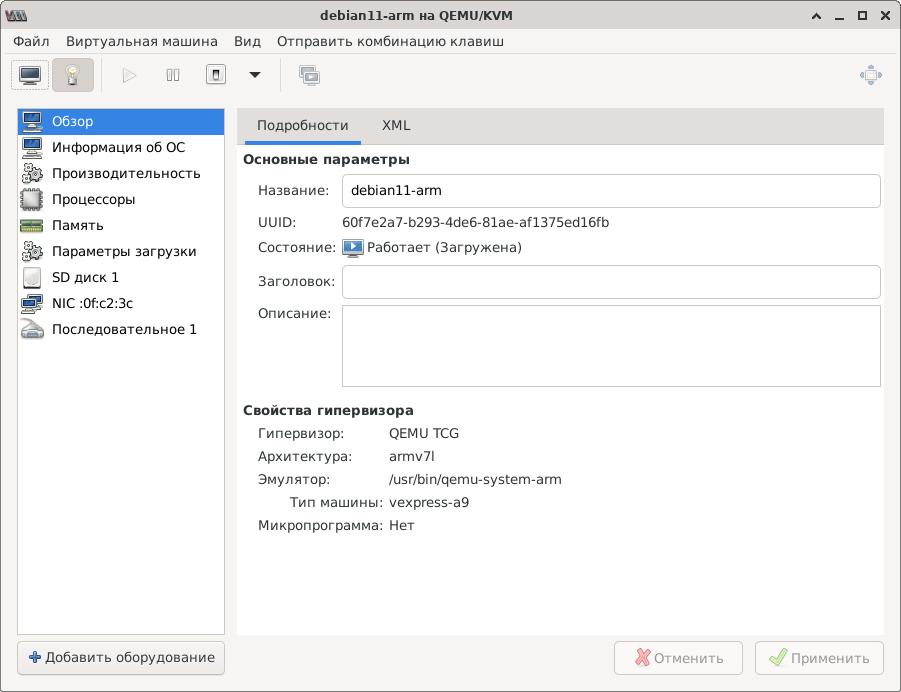 debian11-arm на QEMU/KVM
Файл Виртуальная машина Вид Отправить комбинацию клавиш
Обзор
Информация об ОС
Производительность
Процессоры
Память
Параметры загрузки
SD диск 1
NIC :0f:c2:3c
Последовательное 1
Добавить оборудование
Подробности XML
Основные параметры
Название: debian11-arm
UUID: 60f7e2a7-b293-4de6-81ae-af1375ed16fb
Состояние: Работает (Загружена)
Заголовок:
Описание:
Свойства гипервизора
Гипервизор: QEMU TCG
Архитектура: armv7l
Эмулятор: /usr/bin/qemu-system-arm
Тип машины: vexpress-a9
Микропрограмма: Нет
Отменить Применить